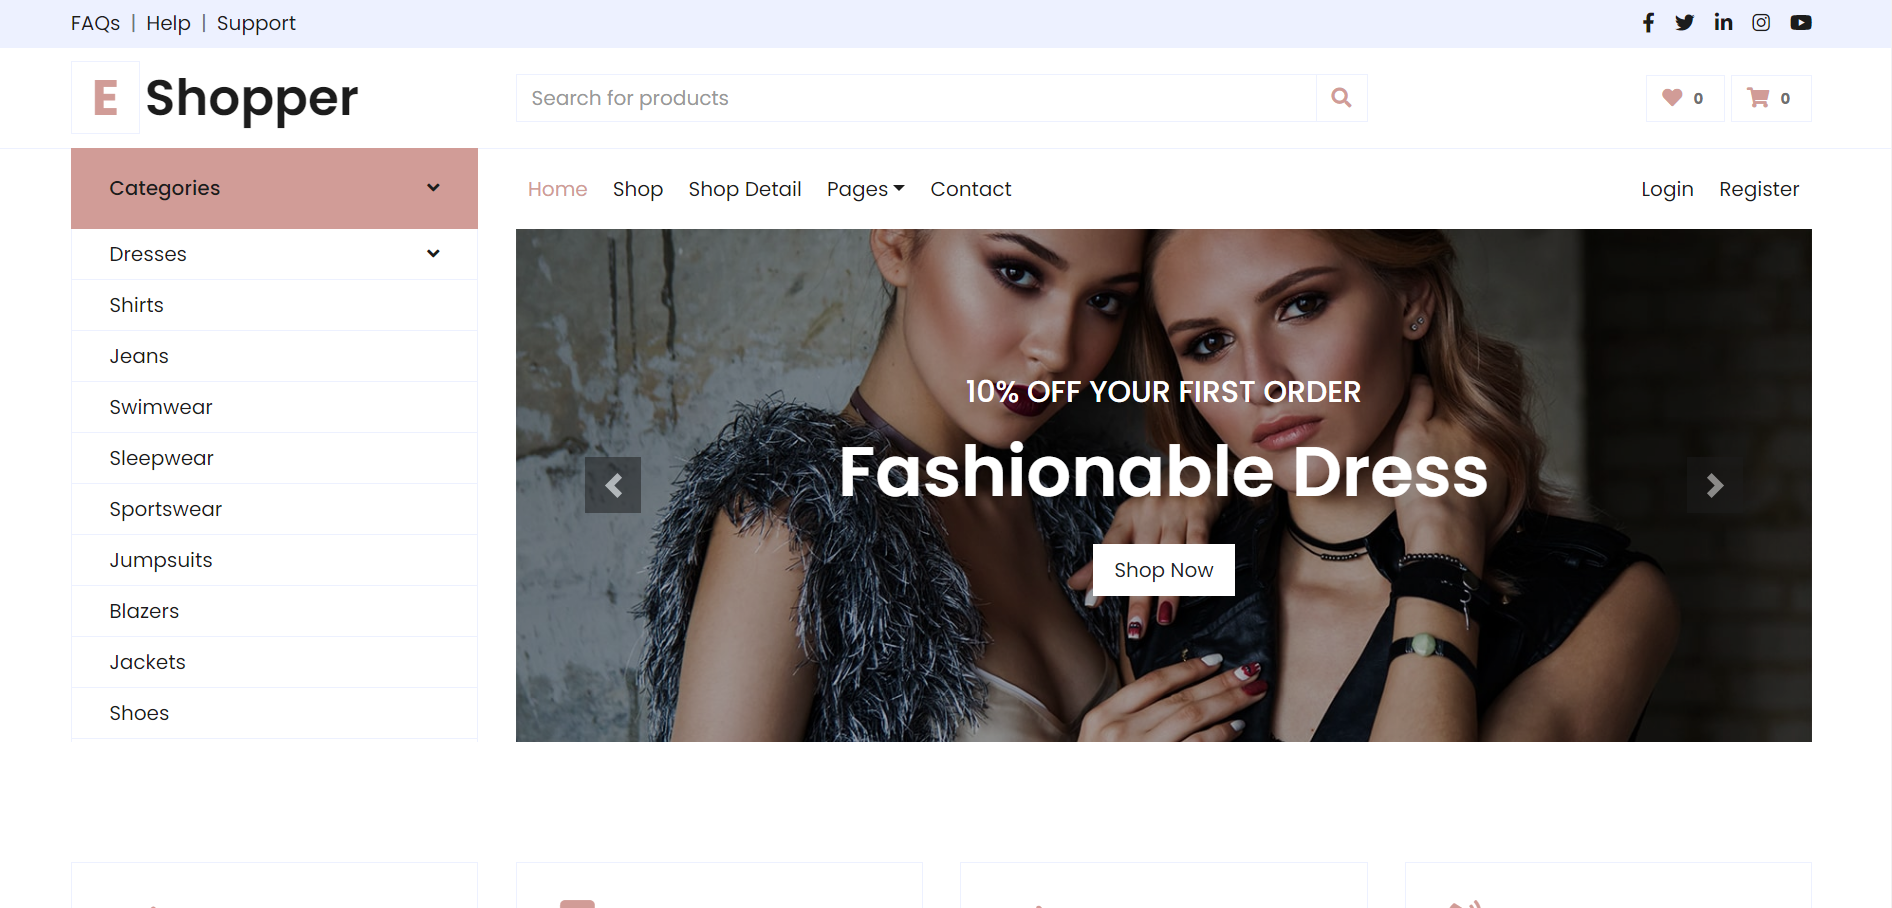 FAQs | Help | Support
E Shopper
Search for products
0
0
Categories
Home Shop Shop Detail Pages Contact
Login Register
Dresses
Shirts
Jeans
Swimwear
Sleepwear
Sportswear
Jumpsuits
Blazers
Jackets
Shoes
10% OFF YOUR FIRST ORDER
Fashionable Dress
Shop Now